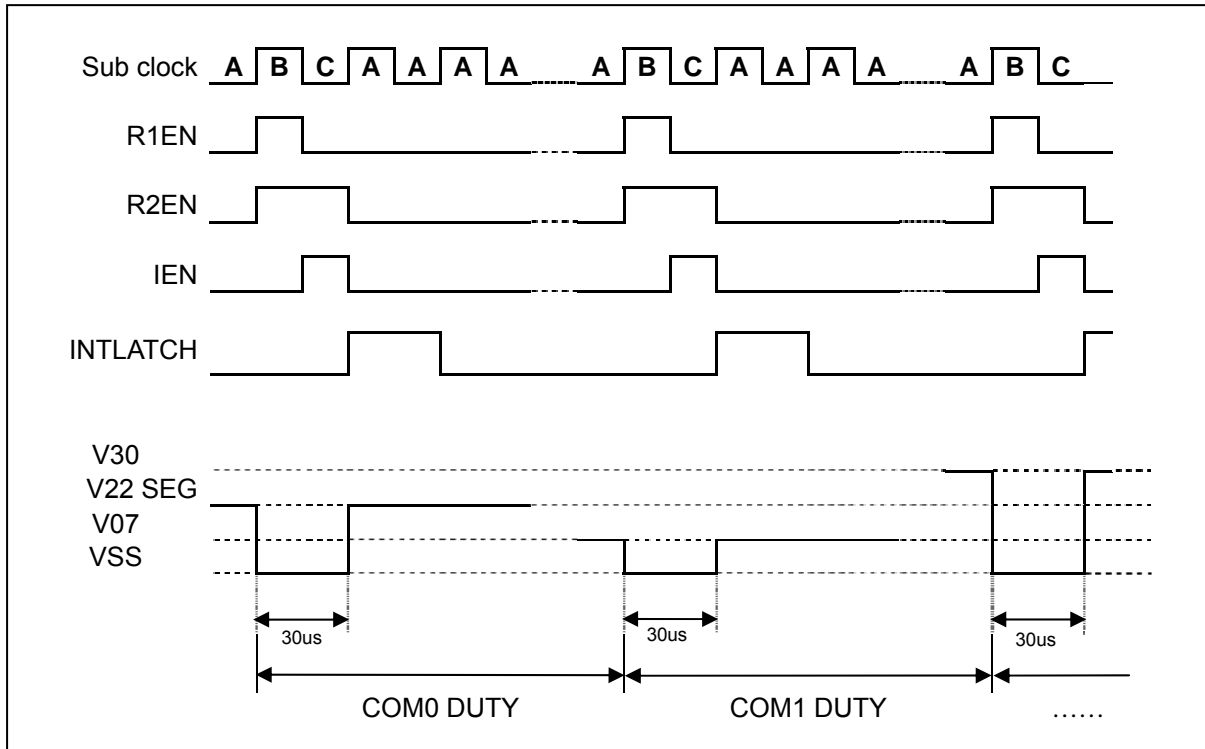 Sub clock A B C A A A A A B C A A A A A B C
R1EN
R2EN
IEN
INTLATCH
V30
V22 SEG
V07
VSS
30us 30us 30us
COM0 DUTY COM1 DUTY ......